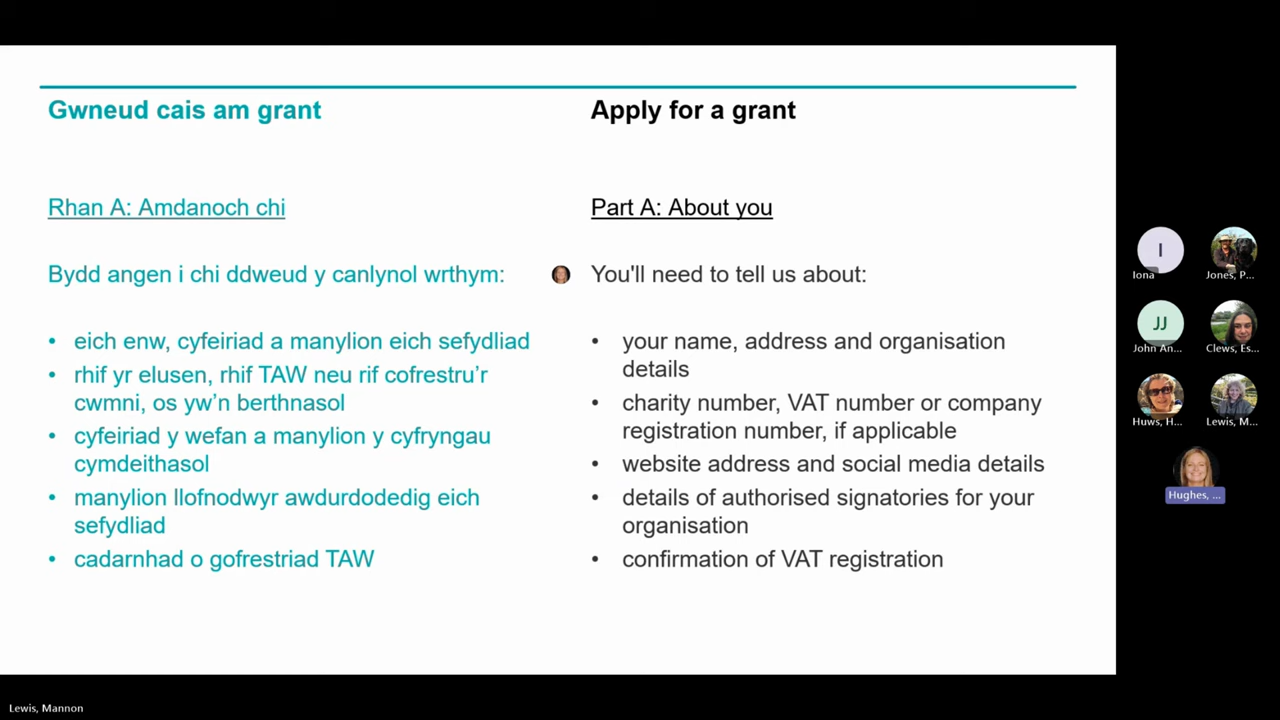 Gwneud cais am grant
Rhan A: Amdanoch chi
Bydd angen i chi ddweud y canlynol wrthym:
• eich enw, cyfeiriad a manylion eich sefydliad
• rhif yr elusen, rhif TAW neu rif cofrestru’r
cwmni, os yw’n berthnasol
• cyfeiriad y wefan a manylion y cyfryngau
cymdeithasol
• manylion llofnodwyr awdurdodedig eich
sefydliad
• cadarnhad o gofrestriad TAW
Apply for a grant
Part A: About you
You'll need to tell us about:
• your name, address and organisation
details
• charity number, VAT number or company
registration number, if applicable
• website address and social media details
• details of authorised signatories for your
organisation
• confirmation of VAT registration
I
Iona
Jones, P...
JJ
John An...
Clews, Es...
Huws, H...
Lewis, M...
Hughes, ...
Lewis, Mannon